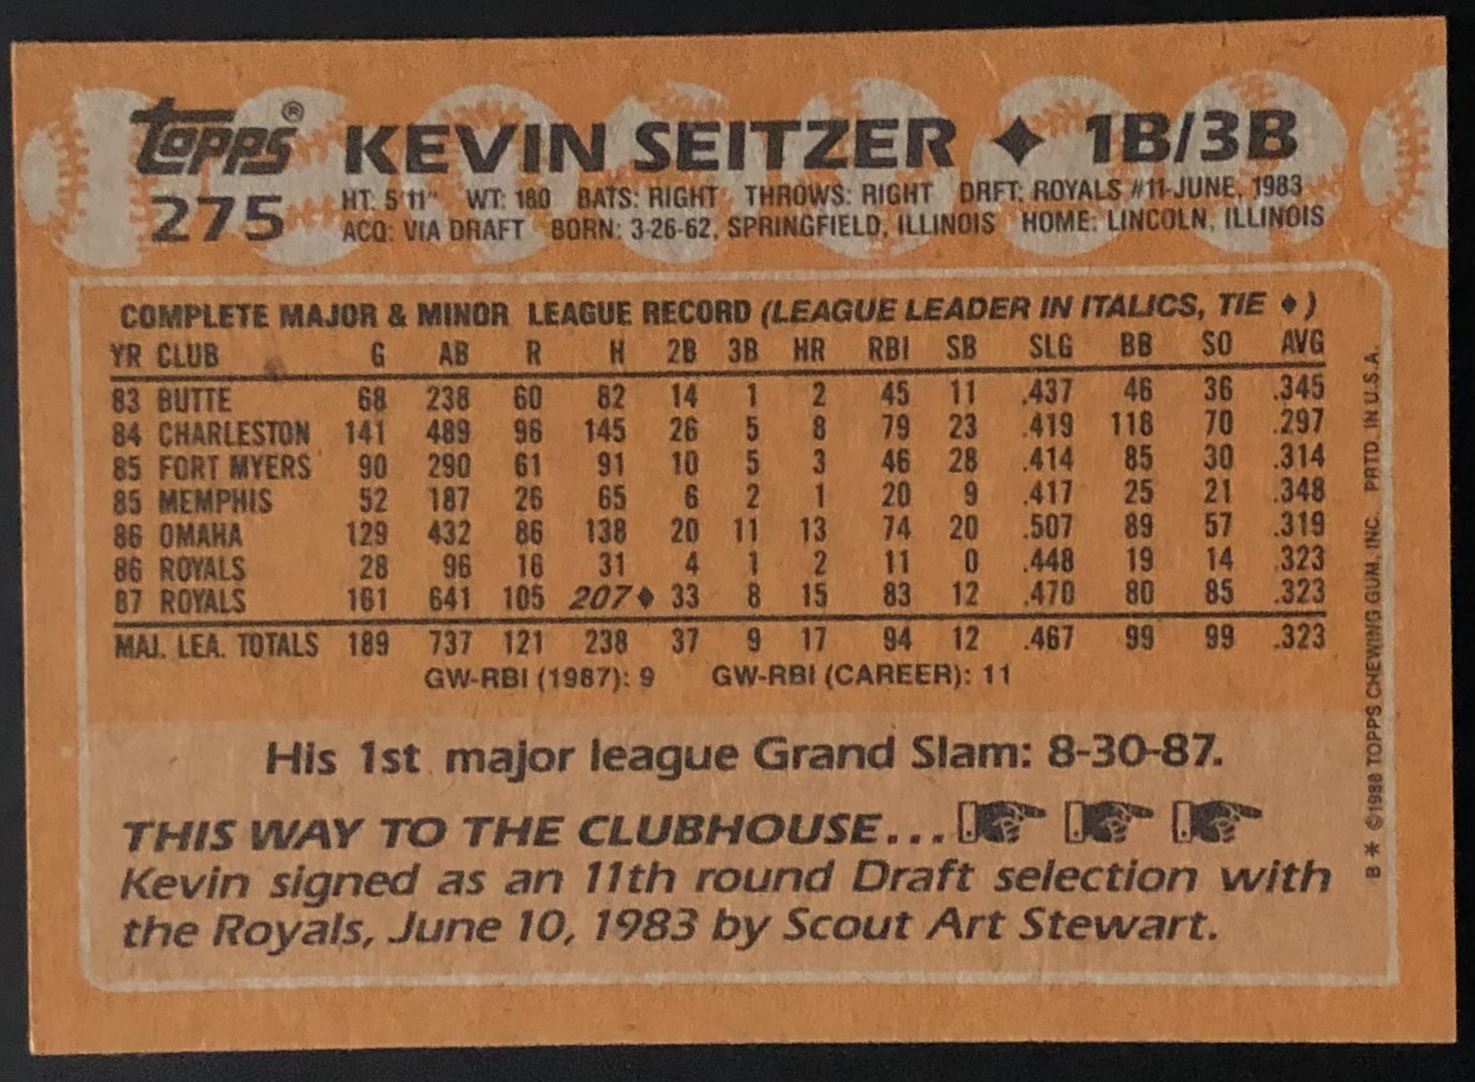 topps® KEVIN SEITZER ♦ 1B/3B
275 HT: 5'11" WT: 180 BATS: RIGHT THROWS: RIGHT DRFT: ROYALS #11-JUNE, 1983
ACQ: VIA DRAFT BORN: 3-26-62, SPRINGFIELD, ILLINOIS HOME: LINCOLN, ILLINOIS
COMPLETE MAJOR & MINOR LEAGUE RECORD (LEAGUE LEADER IN ITALICS, TIE ♦)
YR CLUB G AB R H 2B 3B HR RBI SB SLG BB SO AVG
83 BUTTE 68 238 60 82 14 1 2 45 11 .437 46 36 .345
84 CHARLESTON 141 489 96 145 26 5 8 79 23 .419 118 70 .297
85 FORT MYERS 90 290 61 91 10 5 3 46 28 .414 85 30 .314
85 MEMPHIS 52 187 26 65 6 2 1 20 9 .417 25 21 .348
86 OMAHA 129 432 86 138 20 11 13 74 20 .507 89 57 .319
86 ROYALS 28 96 16 31 4 1 2 11 0 .448 19 14 .323
87 ROYALS 161 641 105 207♦ 33 8 15 83 12 .470 80 85 .323
MAJ. LEA. TOTALS 189 737 121 238 37 9 17 94 12 .467 99 99 .323
GW-RBI (1987): 9 GW-RBI (CAREER): 11
His 1st major league Grand Slam: 8-30-87.
THIS WAY TO THE CLUBHOUSE...
Kevin signed as an 11th round Draft selection with
the Royals, June 10, 1983 by Scout Art Stewart.
B * ©1988 TOPPS CHEWING GUM, INC. PRTD. IN U.S.A.